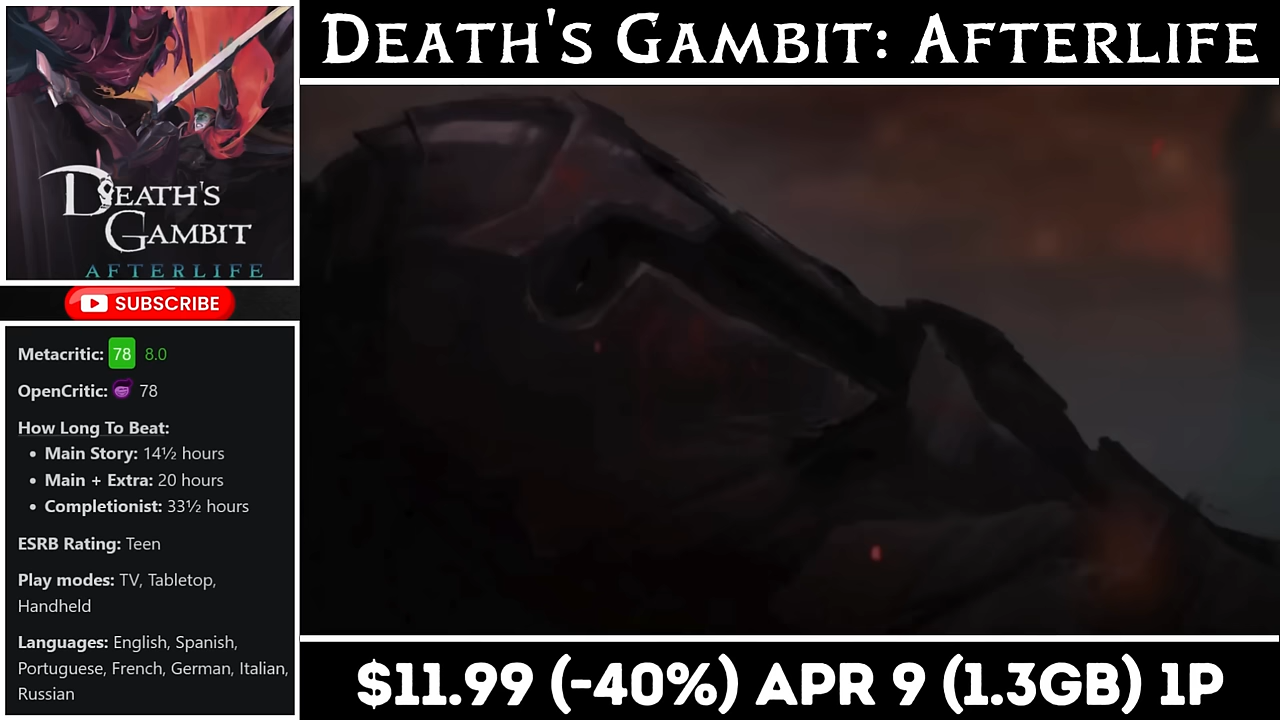 DEATH'S GAMBIT: AFTERLIFE
DEATH'S
GAMBIT
AFTERLIFE
SUBSCRIBE
Metacritic: 78 8.0
OpenCritic: 78
How Long To Beat:
• Main Story: 14½ hours
• Main + Extra: 20 hours
• Completionist: 33½ hours
ESRB Rating: Teen
Play modes: TV, Tabletop,
Handheld
Languages: English, Spanish,
Portuguese, French, German, Italian,
Russian
$11.99 (-40%) APR 9 (1.3GB) 1P